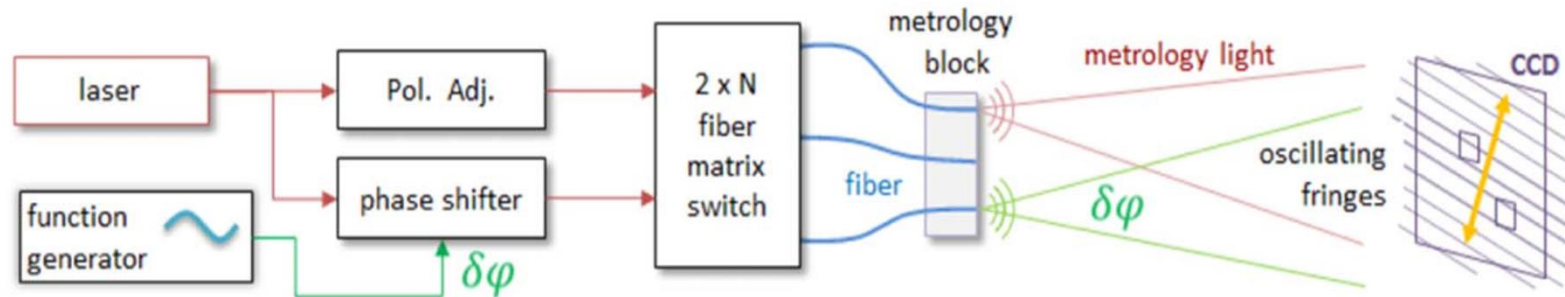 laser
Pol. Adj.
phase shifter
function
generator
δφ
2 x N
fiber
matrix
switch
metrology
block
fiber
metrology light
δφ
oscillating
fringes
CCD